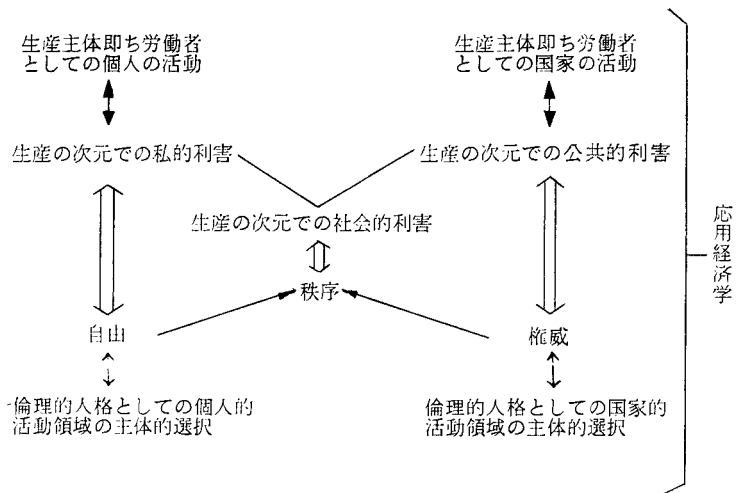 生産主体即ち労働者
としての個人の活動
生産主体即ち労働者
としての国家の活動
生産の次元での私的利害
生産の次元での公共的利害
生産の次元での社会的利害
秩序
自由
権威
倫理的人格としての個人的
活動領域の主体的選択
倫理的人格としての国家的
活動領域の主体的選択
応用経済学